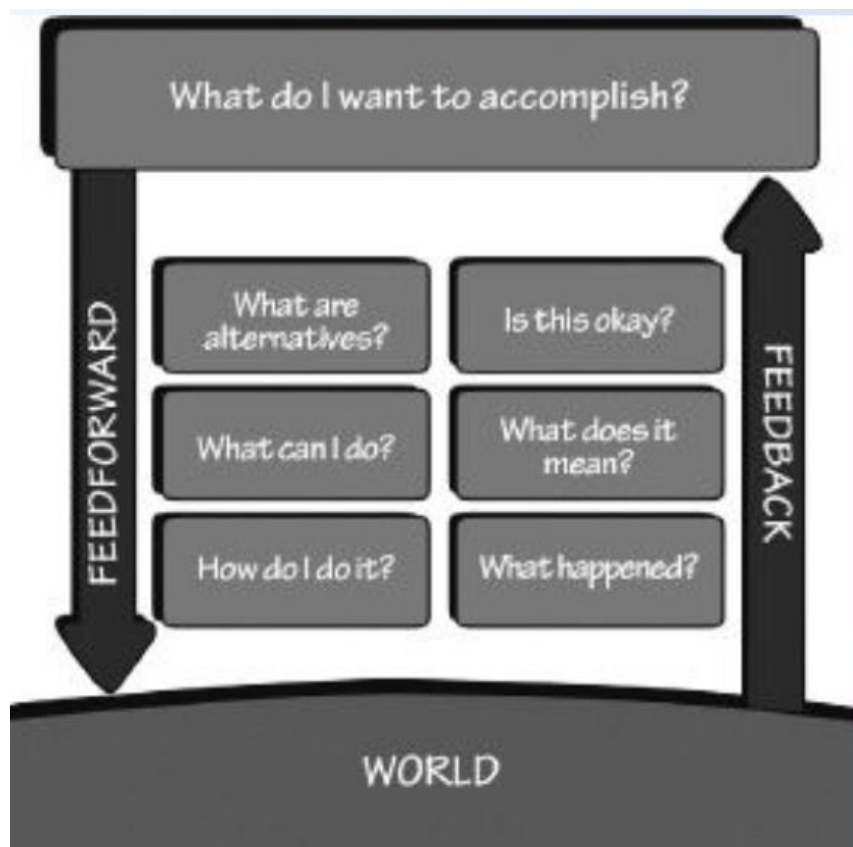 What do I want to accomplish?
FEEDFORWARD
What are
alternatives?
What can I do?
How do I do it?
Is this okay?
What does it
mean?
What happened?
FEEDBACK
WORLD